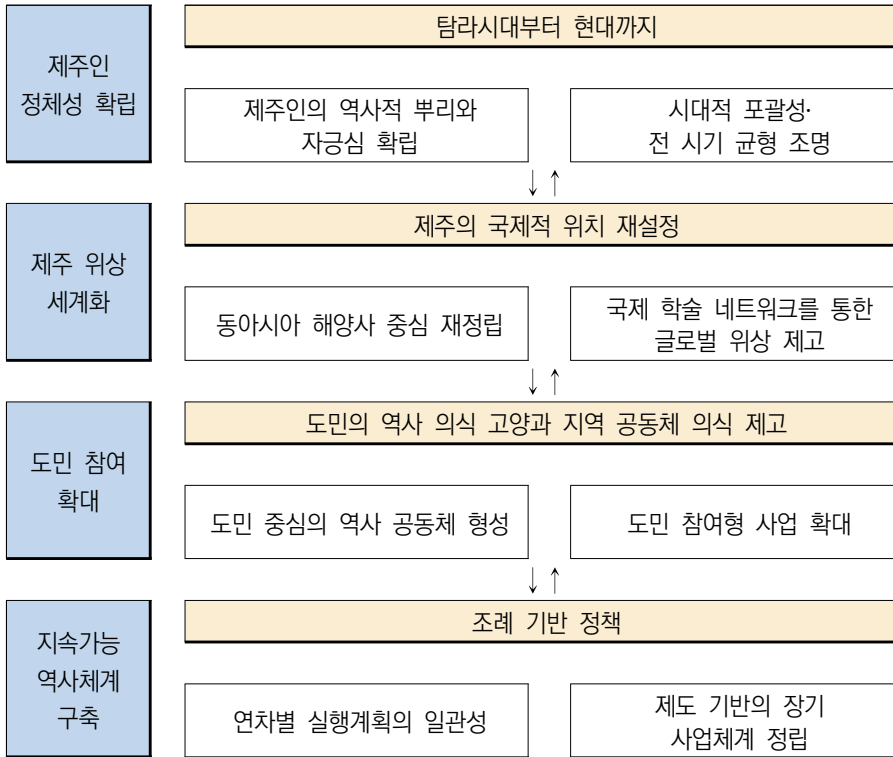 제주인
정체성 확립
탐라시대부터 현대까지
제주인의 역사적 뿌리와
자긍심 확립
시대적 포괄성·
전 시기 균형 조명
↓ ↑
제주 위상
세계화
제주의 국제적 위치 재설정
동아시아 해양사 중심 재정립
국제 학술 네트워크를 통한
글로벌 위상 제고
↓ ↑
도민 참여
확대
도민의 역사 의식 고양과 지역 공동체 의식 제고
도민 중심의 역사 공동체 형성
도민 참여형 사업 확대
↓ ↑
지속가능
역사체계
구축
조례 기반 정책
연차별 실행계획의 일관성
제도 기반의 장기
사업체계 정립